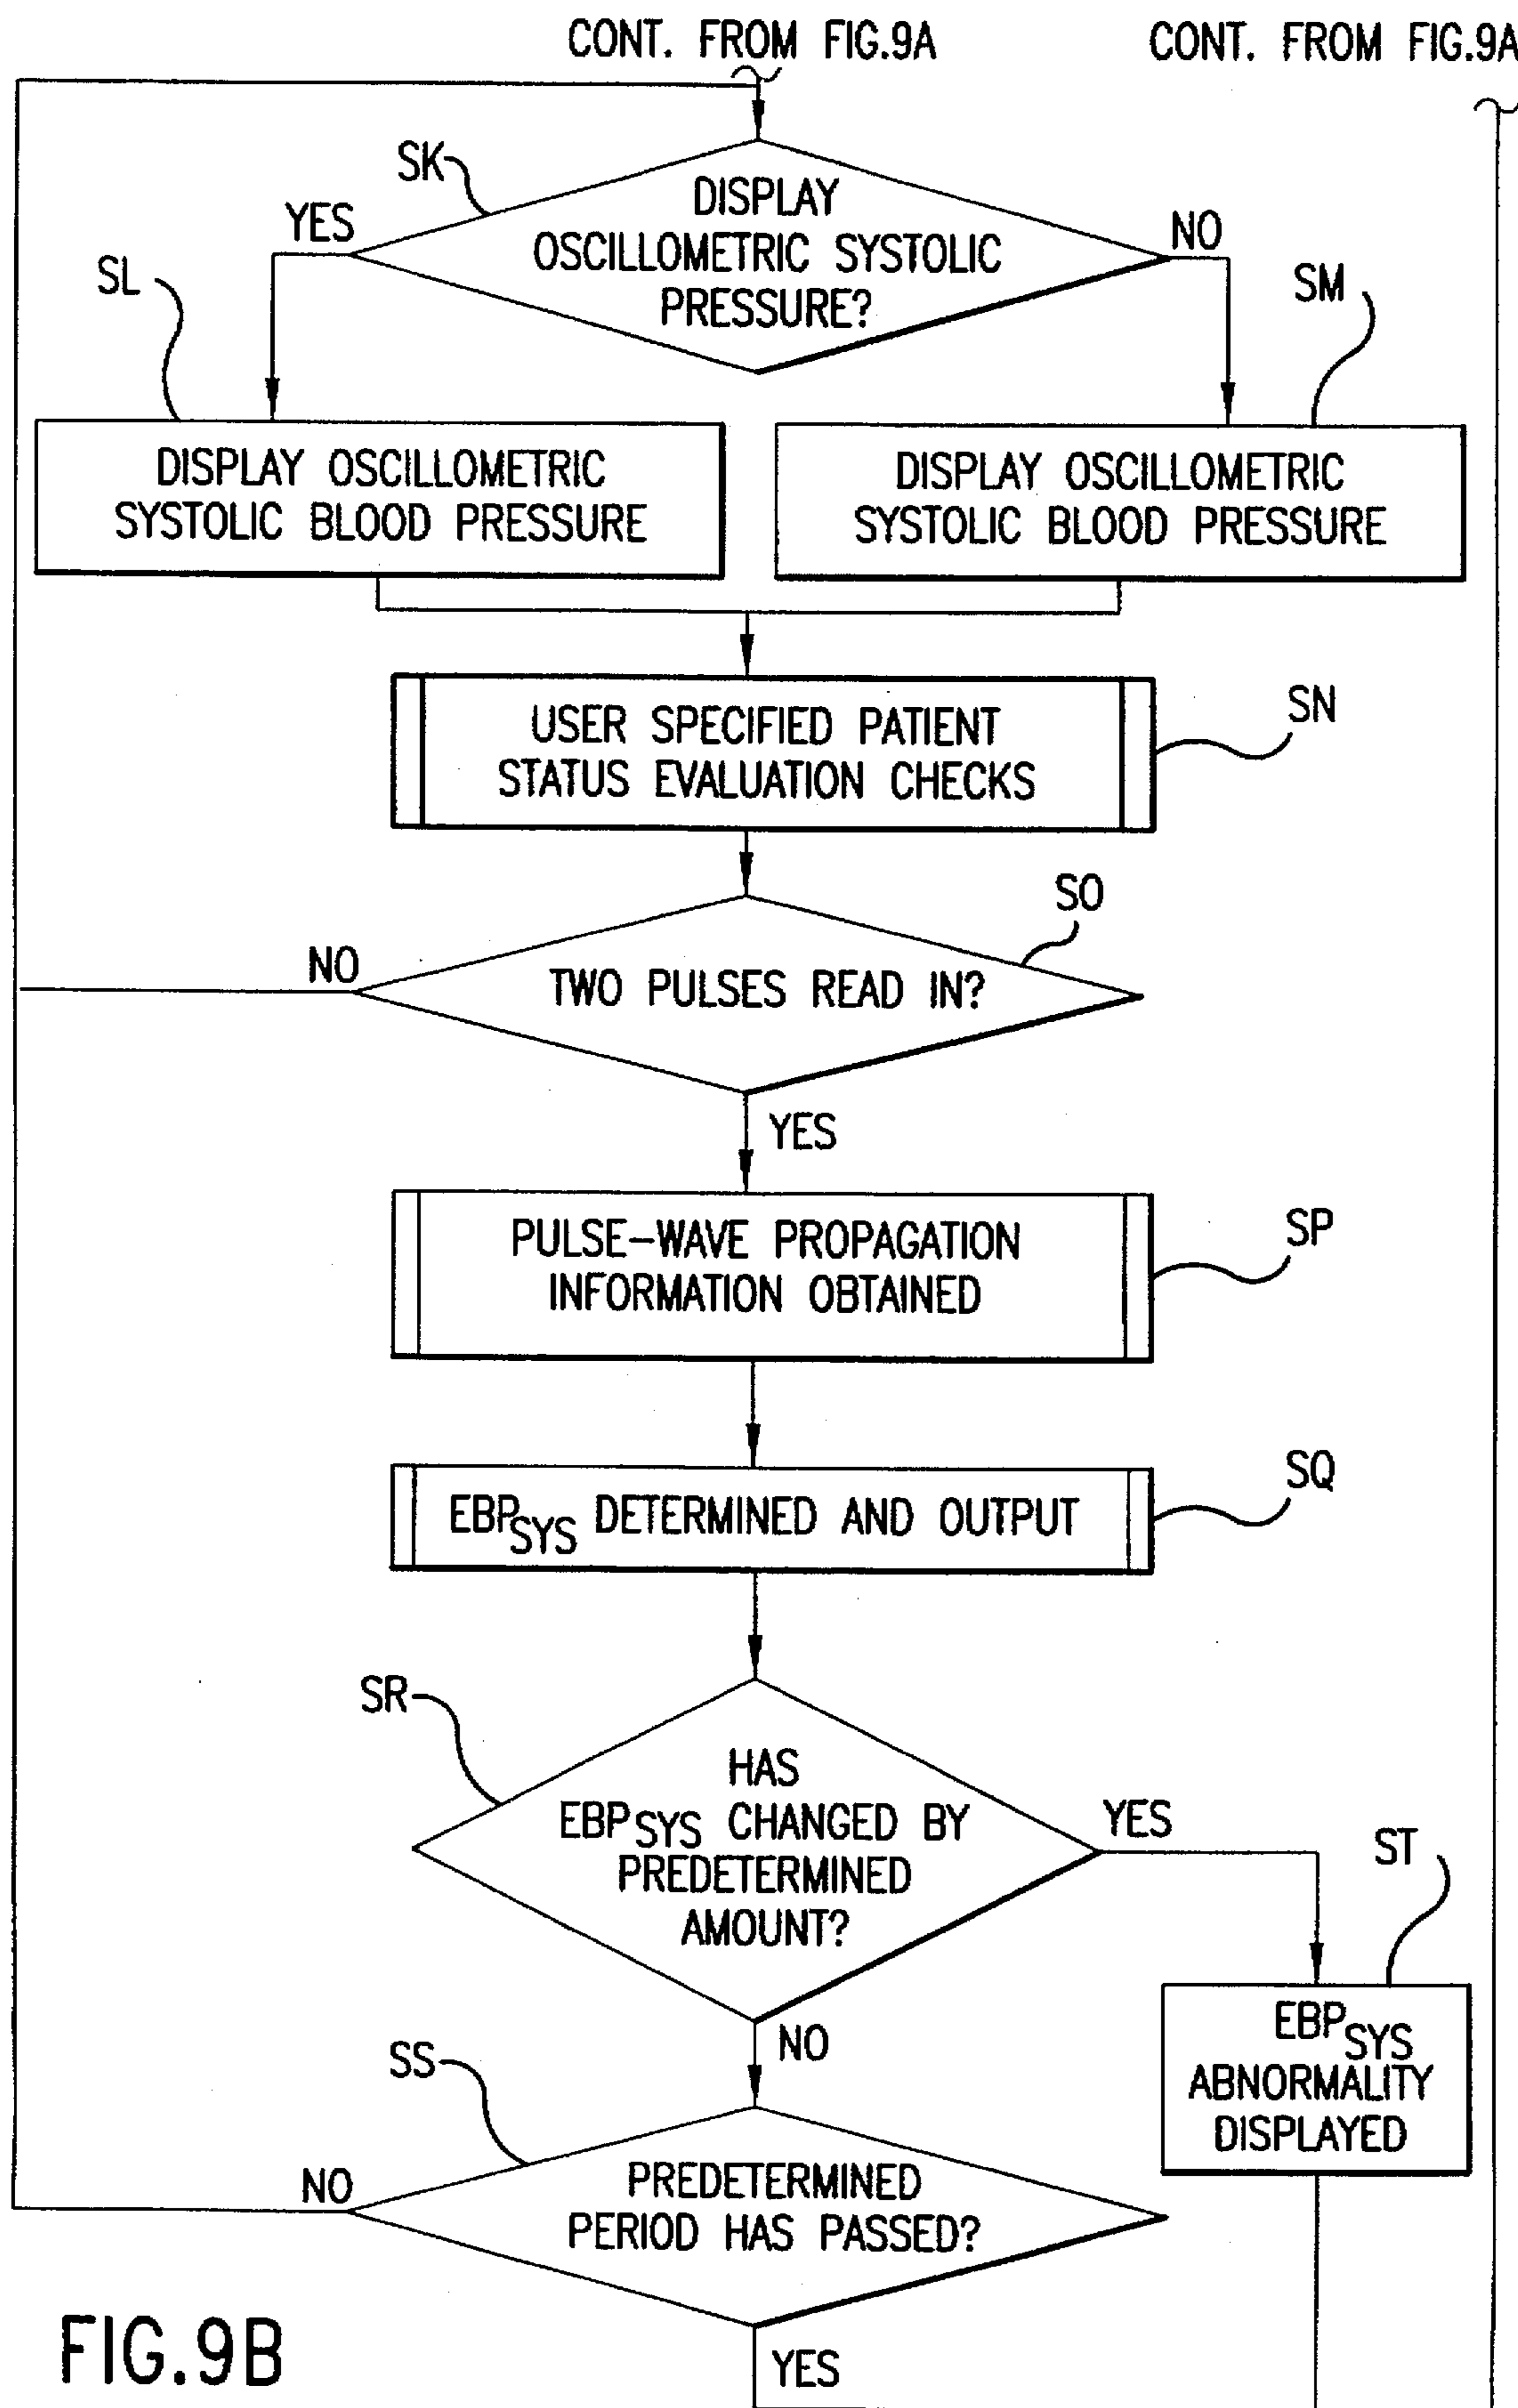 CONT. FROM FIG.9A
CONT. FROM FIG.9A
SK
DISPLAY
OSCILLOMETRIC SYSTOLIC
PRESSURE?
YES
NO
SL
SM
DISPLAY OSCILLOMETRIC
SYSTOLIC BLOOD PRESSURE
DISPLAY OSCILLOMETRIC
SYSTOLIC BLOOD PRESSURE
USER SPECIFIED PATIENT
STATUS EVALUATION CHECKS
SN
SO
TWO PULSES READ IN?
NO
YES
PULSE-WAVE PROPAGATION
INFORMATION OBTAINED
SP
EBPSYS DETERMINED AND OUTPUT
SQ
SR
HAS
EBPSYS CHANGED BY
PREDETERMINED
AMOUNT?
YES
NO
ST
EBPSYS
ABNORMALITY
DISPLAYED
SS
PREDETERMINED
PERIOD HAS PASSED?
NO
YES
FIG.9B